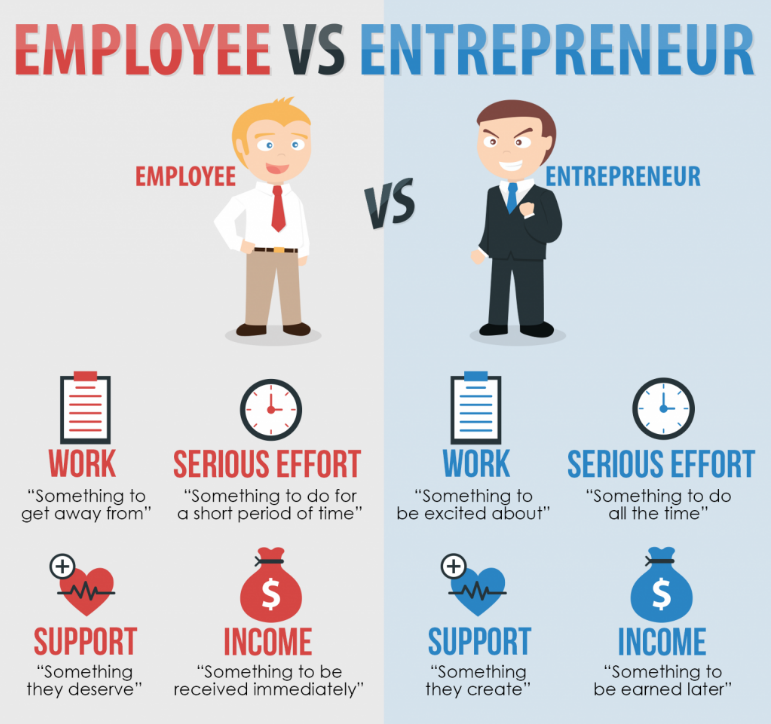 EMPLOYEE VS ENTREPRENEUR
EMPLOYEE
VS
ENTREPRENEUR
WORK
“Something to
get away from”
SERIOUS EFFORT
“Something to do for
a short period of time”
WORK
“Something to
be excited about”
SERIOUS EFFORT
“Something to do
all the time”
SUPPORT
“Something
they deserve”
$
INCOME
“Something to be
received immediately”
SUPPORT
“Something
they create”
$
INCOME
“Something to
be earned later”